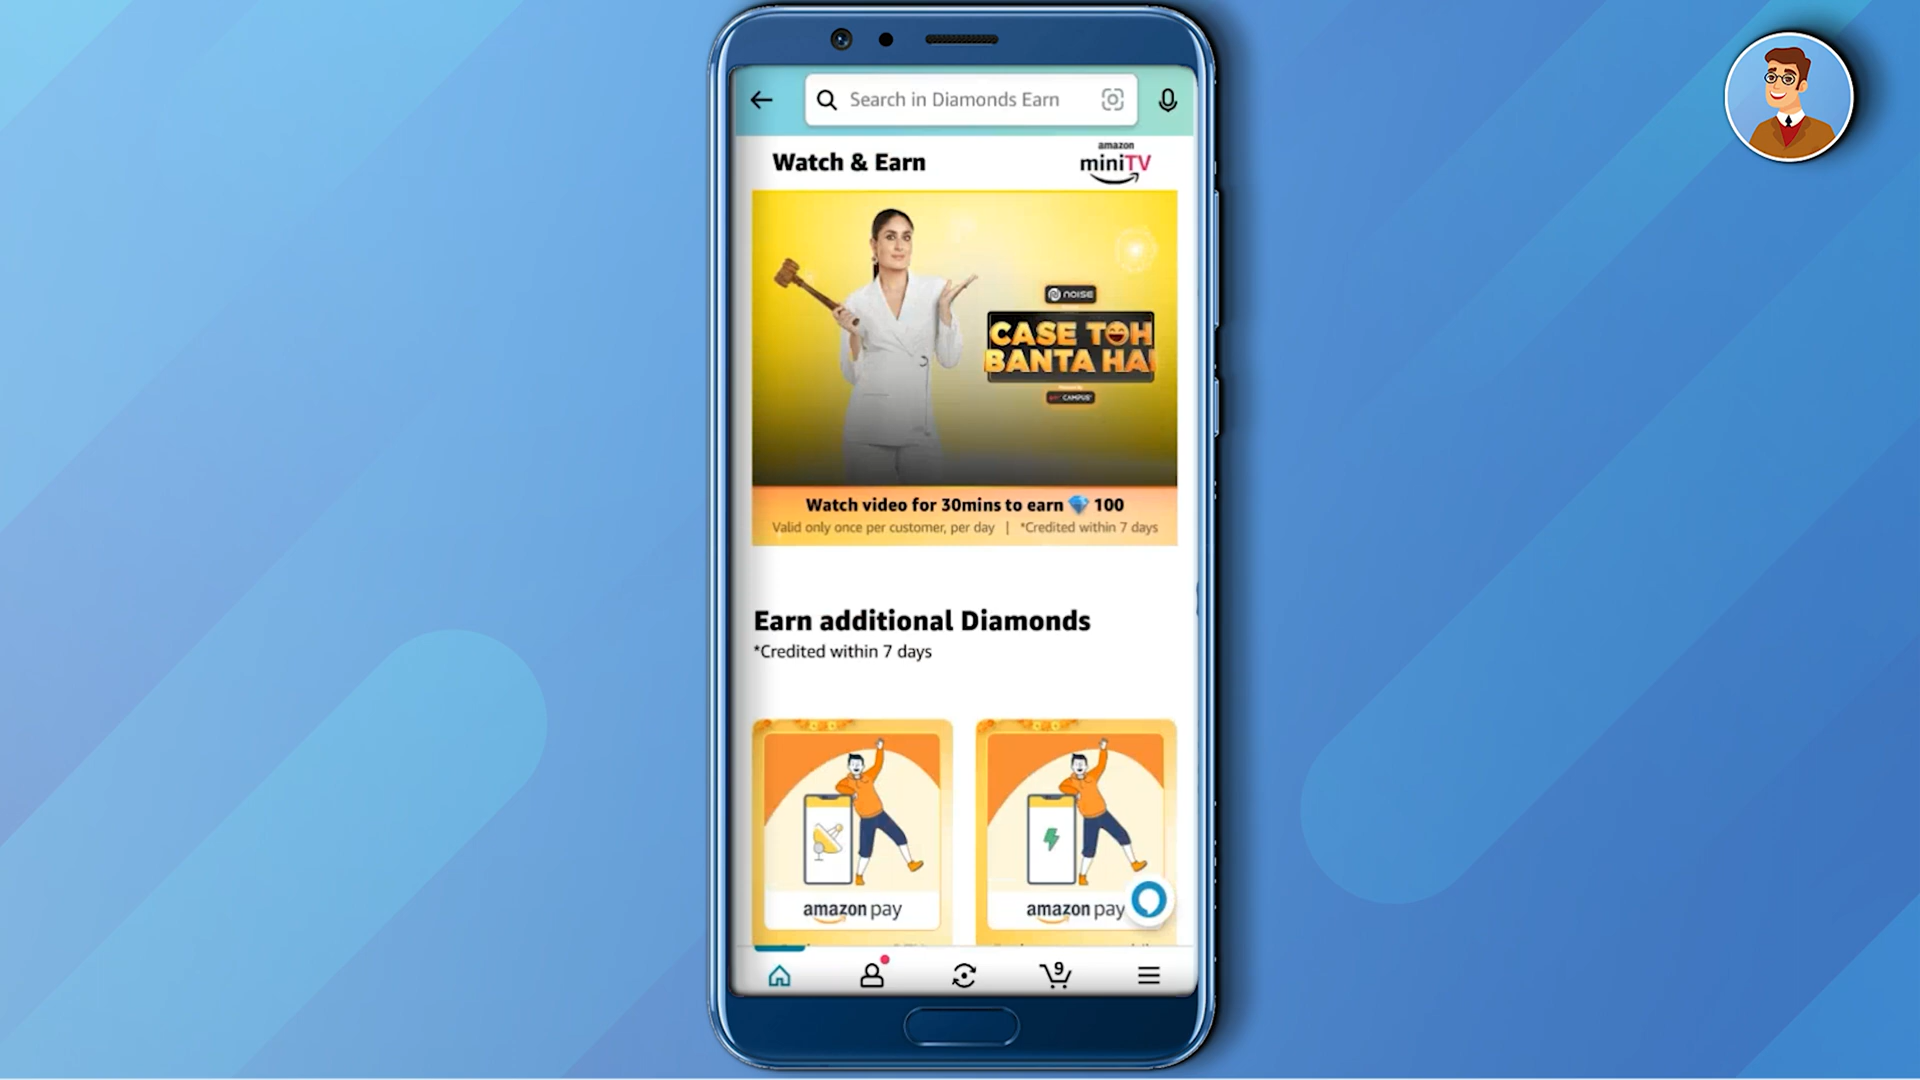 Search in Diamonds Earn
Watch & Earn
amazon
miniTV
noise
CASE TOH
BANTA HAI
CAMPUS
Watch video for 30mins to earn 💎 100
Valid only once per customer, per day | *Credited within 7 days
Earn additional Diamonds
*Credited within 7 days
amazon pay
amazon pay
9